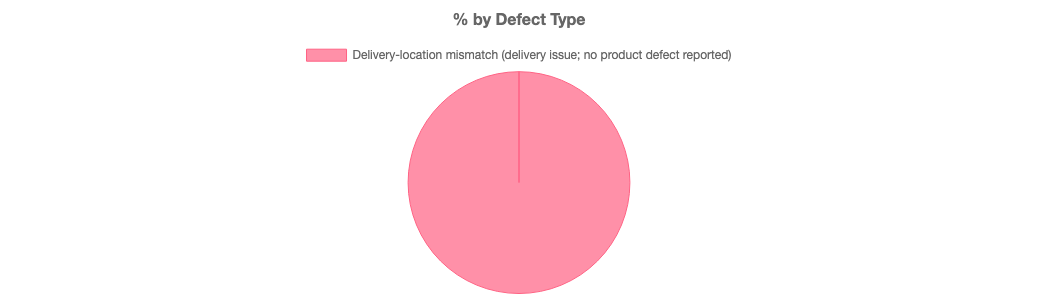 % by Defect Type
Delivery-location mismatch (delivery issue; no product defect reported)